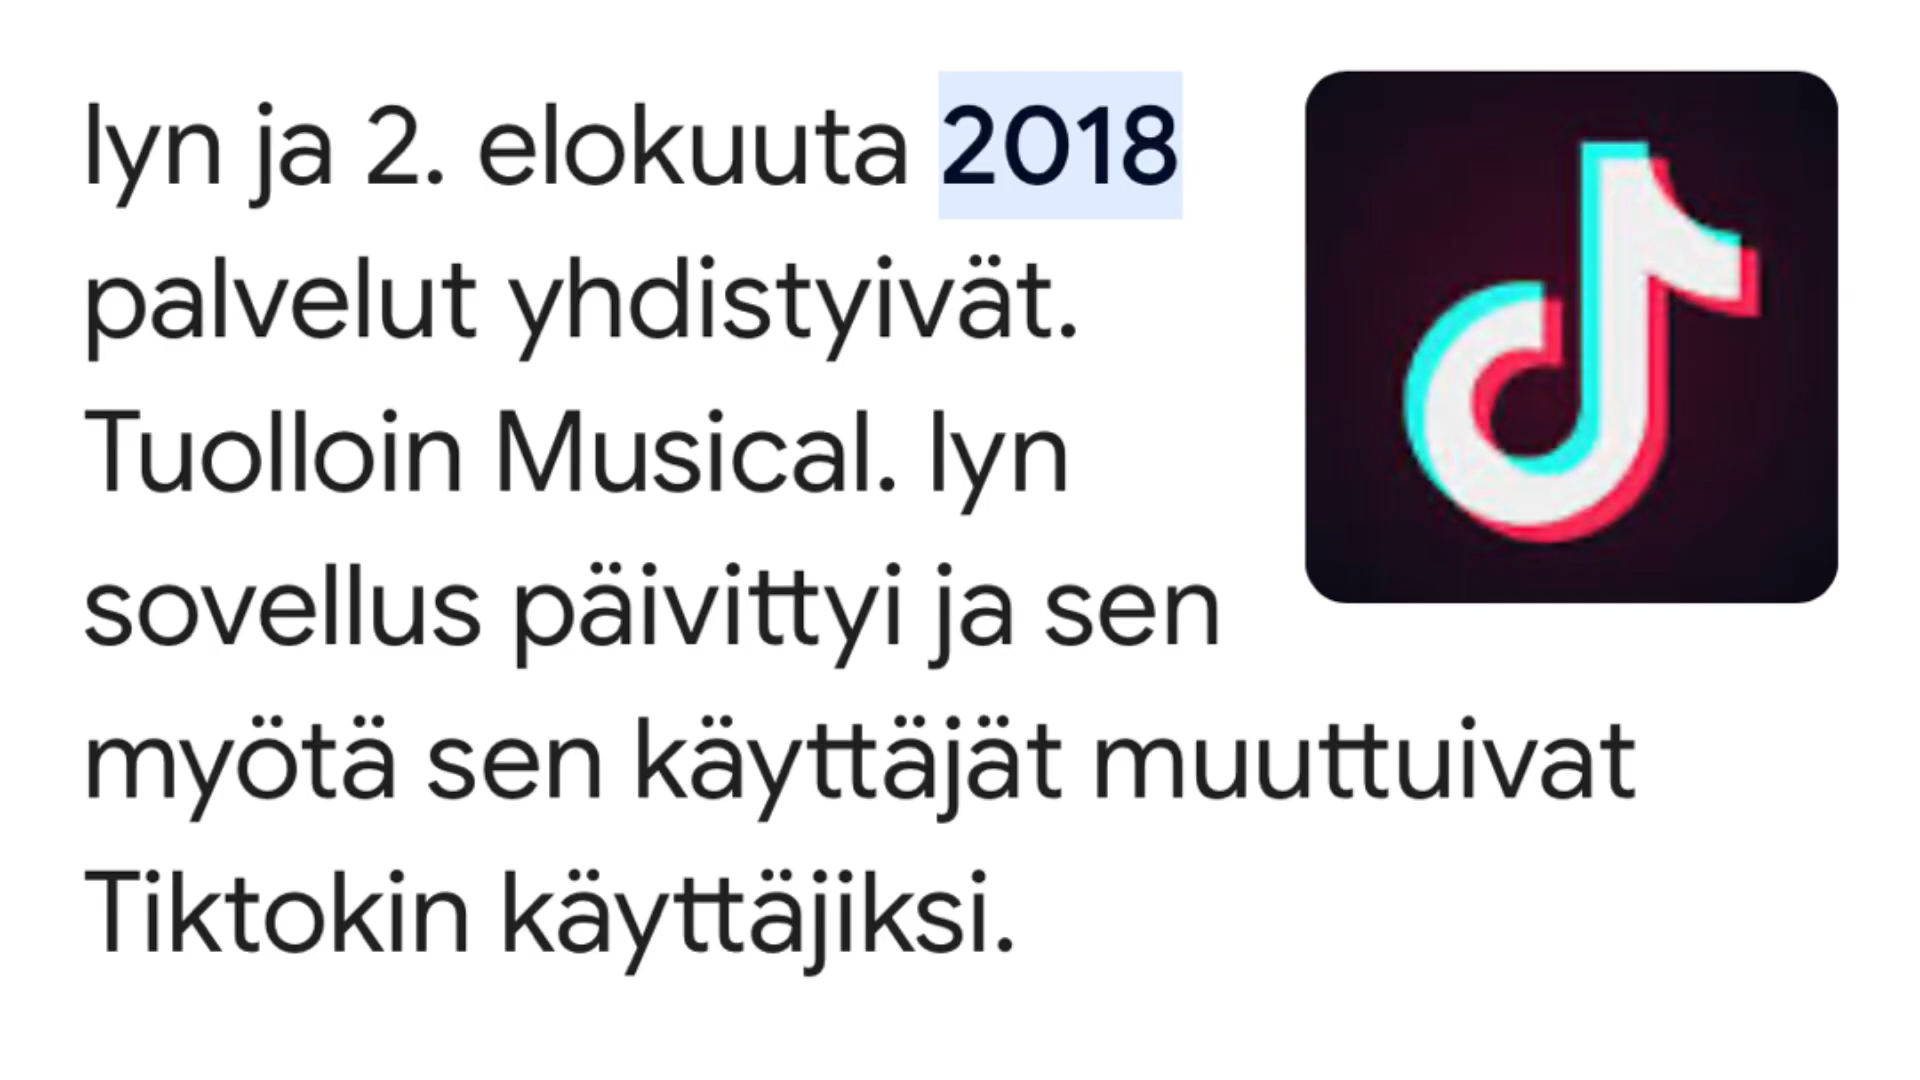 lyn ja 2. elokuuta 2018
palvelut yhdistyivät.
Tuolloin Musical. lyn
sovellus päivittyi ja sen
myötä sen käyttäjät muuttuivat
Tiktokin käyttäjiksi.